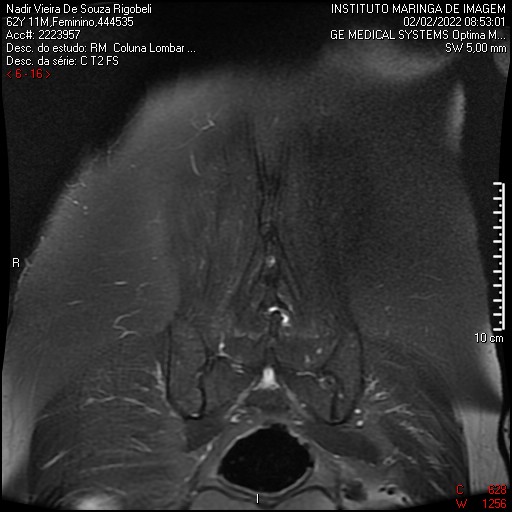 Nadir Vieira De Souza Rigobeli
62Y 11M,Feminino,444535
Acc#: 2223957
Desc. do estudo: RM Coluna Lombar ...
Desc. da série: C T2 FS
< 6 - 16 >
INSTITUTO MARINGA DE IMAGEM
02/02/2022 08:53:01
GE MEDICAL SYSTEMS Optima M...
SW 5,00 mm
R
10 cm
I
C 628
W 1256